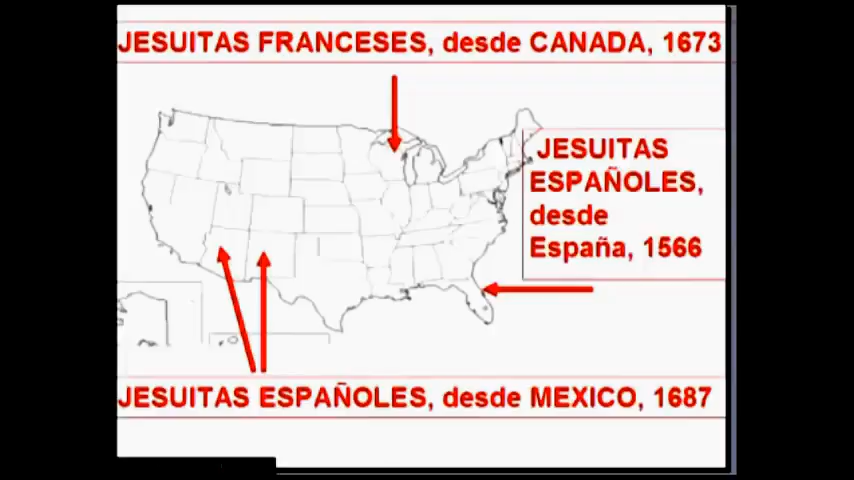 JESUITAS FRANCESES, desde CANADA, 1673
JESUITAS
ESPAÑOLES,
desde
España, 1566
JESUITAS ESPAÑOLES, desde MEXICO, 1687